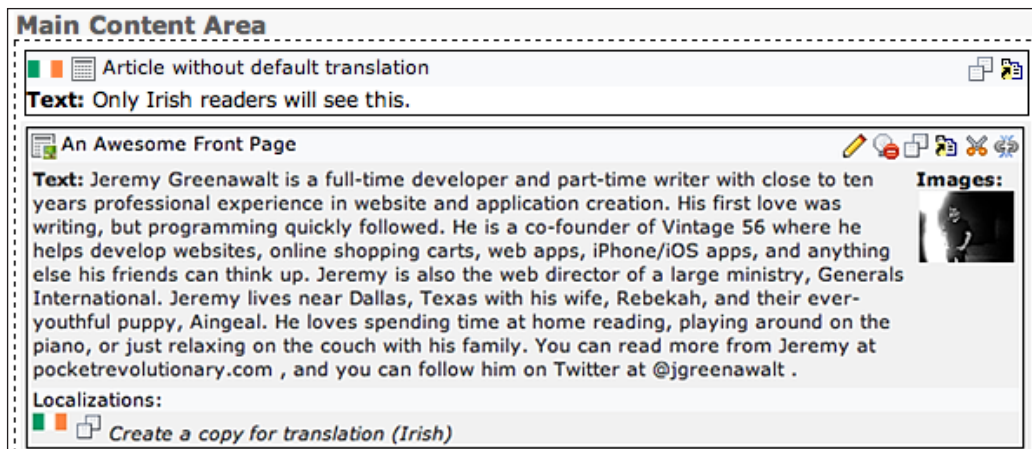 Main Content Area
Article without default translation
Text: Only Irish readers will see this.
An Awesome Front Page
Text: Jeremy Greenawalt is a full-time developer and part-time writer with close to ten
years professional experience in website and application creation. His first love was
writing, but programming quickly followed. He is a co-founder of Vintage 56 where he
helps develop websites, online shopping carts, web apps, iPhone/iOS apps, and anything
else his friends can think up. Jeremy is also the web director of a large ministry, Generals
International. Jeremy lives near Dallas, Texas with his wife, Rebekah, and their ever-
youthful puppy, Aingeal. He loves spending time at home reading, playing around on the
piano, or just relaxing on the couch with his family. You can read more from Jeremy at
pocketrevolutionary.com , and you can follow him on Twitter at @jgreenawalt .
Images:
Localizations:
Create a copy for translation (Irish)